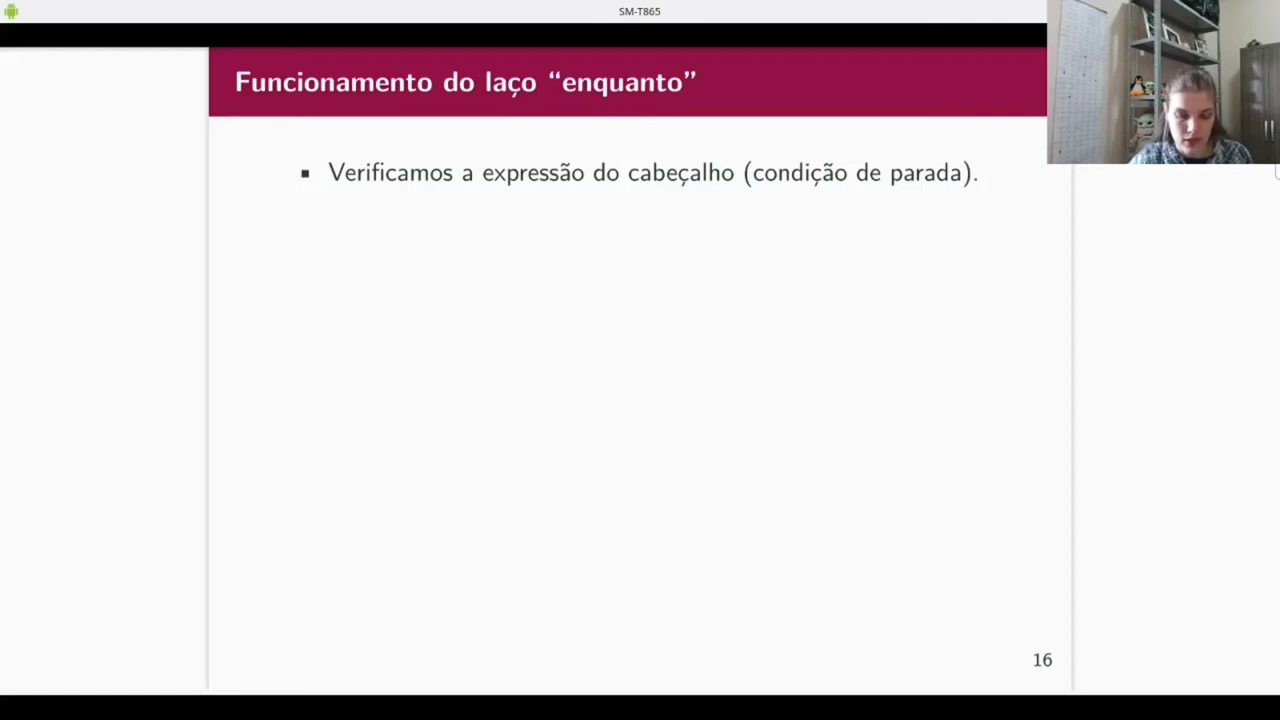 SM-T865
Funcionamento do laço “enquanto”
▪ Verificamos a expressão do cabeçalho (condição de parada).
16